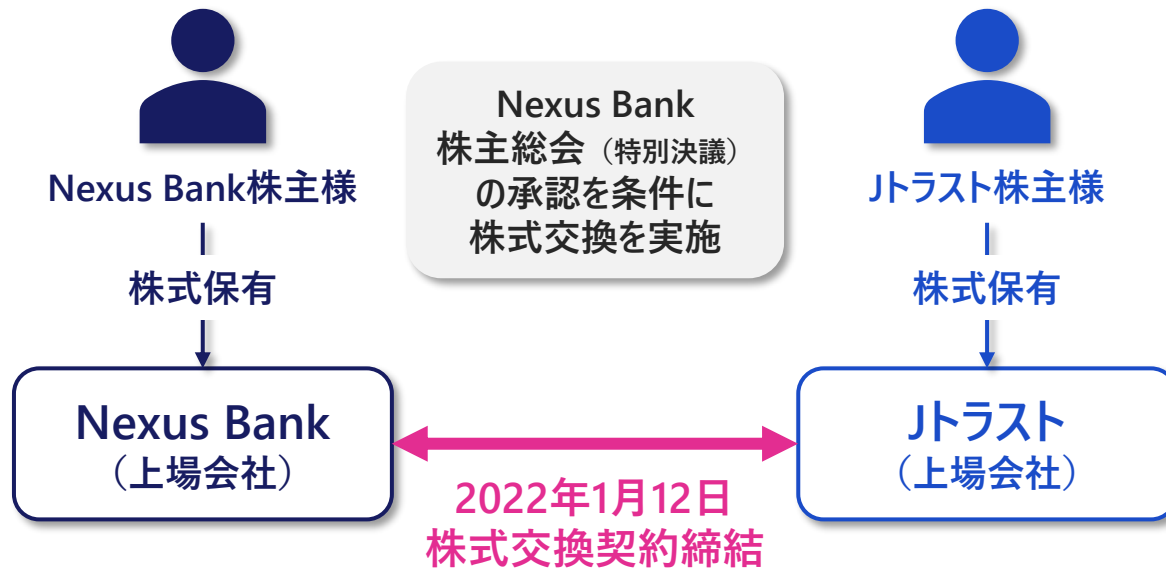 Nexus Bank
株主総会（特別決議）
の承認を条件に
株式交換を実施
Nexus Bank株主様
株式保有
Nexus Bank
（上場会社）
Jトラスト株主様
株式保有
Jトラスト
（上場会社）
2022年1月12日
株式交換契約締結